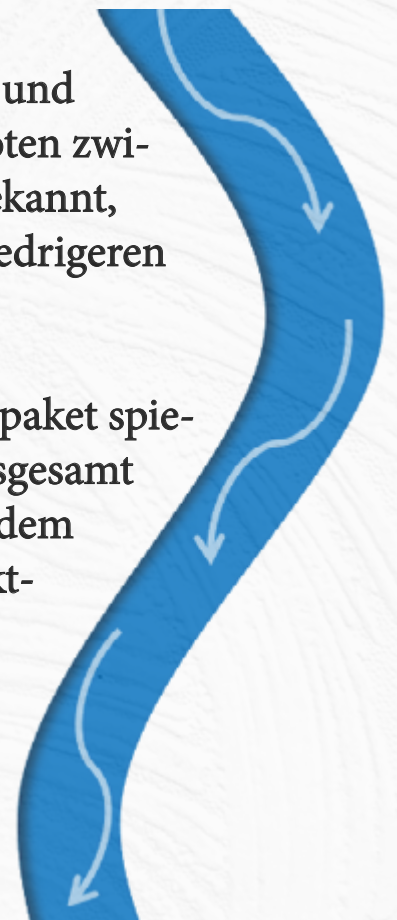 und
oten zwi-
ekannt,
edrigeren
paket spie-
sgesamt
dem
kt-